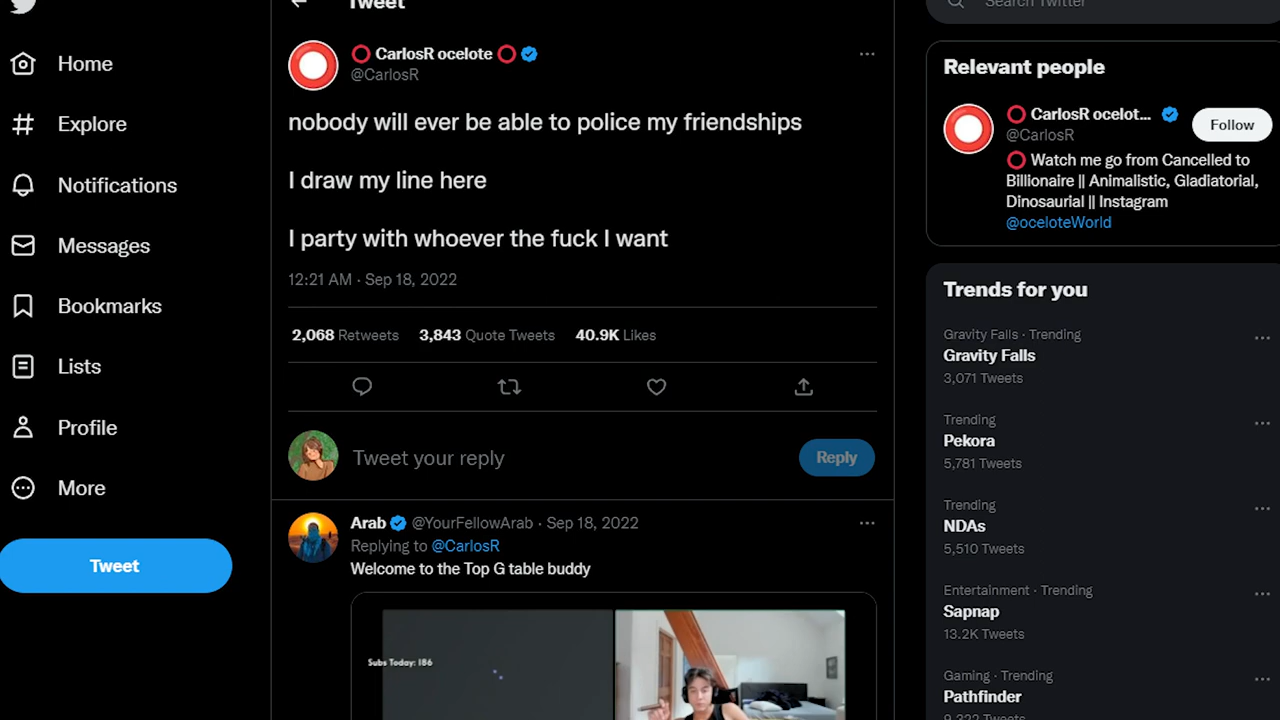 Tweet
Search Twitter
Home
Explore
Notifications
Messages
Bookmarks
Lists
Profile
More
Tweet
⭕ CarlosR ocelote ⭕
@CarlosR
nobody will ever be able to police my friendships
I draw my line here
I party with whoever the fuck I want
12:21 AM · Sep 18, 2022
2,068 Retweets 3,843 Quote Tweets 40.9K Likes
Tweet your reply
Reply
Arab @YourFellowArab · Sep 18, 2022
Replying to @CarlosR
Welcome to the Top G table buddy
Subs Today: 186
Relevant people
⭕ CarlosR ocelot...
@CarlosR
Follow
⭕ Watch me go from Cancelled to
Billionaire || Animalistic, Gladiatorial,
Dinosaurial || Instagram
@oceloteWorld
Trends for you
Gravity Falls · Trending
Gravity Falls
3,071 Tweets
Trending
Pekora
5,781 Tweets
Trending
NDAs
5,510 Tweets
Entertainment · Trending
Sapnap
13.2K Tweets
Gaming · Trending
Pathfinder
9,322 Tweets